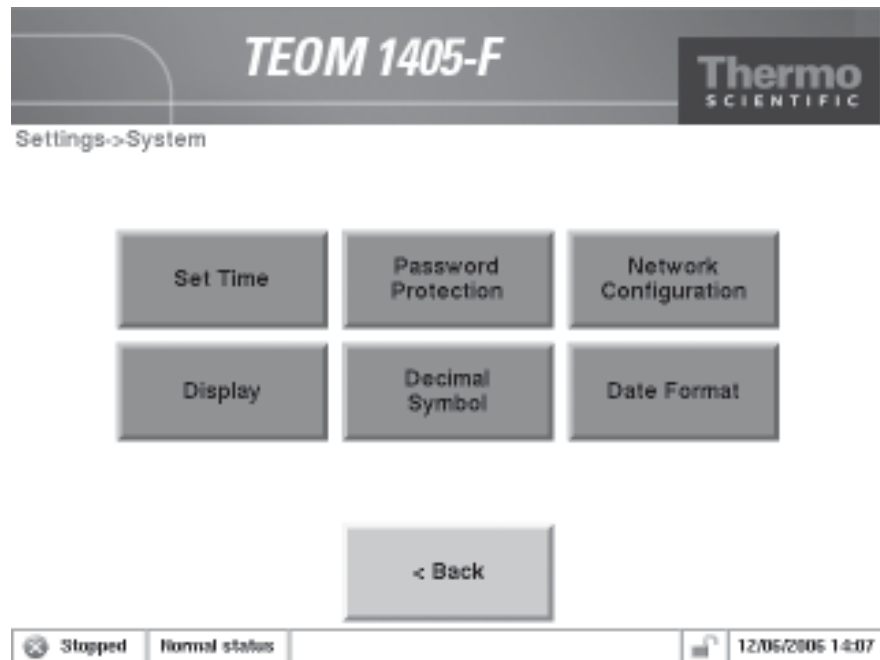 TEOM 1405-F
Thermo
SCIENTIFIC
Settings->System
Set Time
Password
Protection
Network
Configuration
Display
Decimal
Symbol
Date Format
< Back
Stopped
Normal status
12/06/2006 14:07